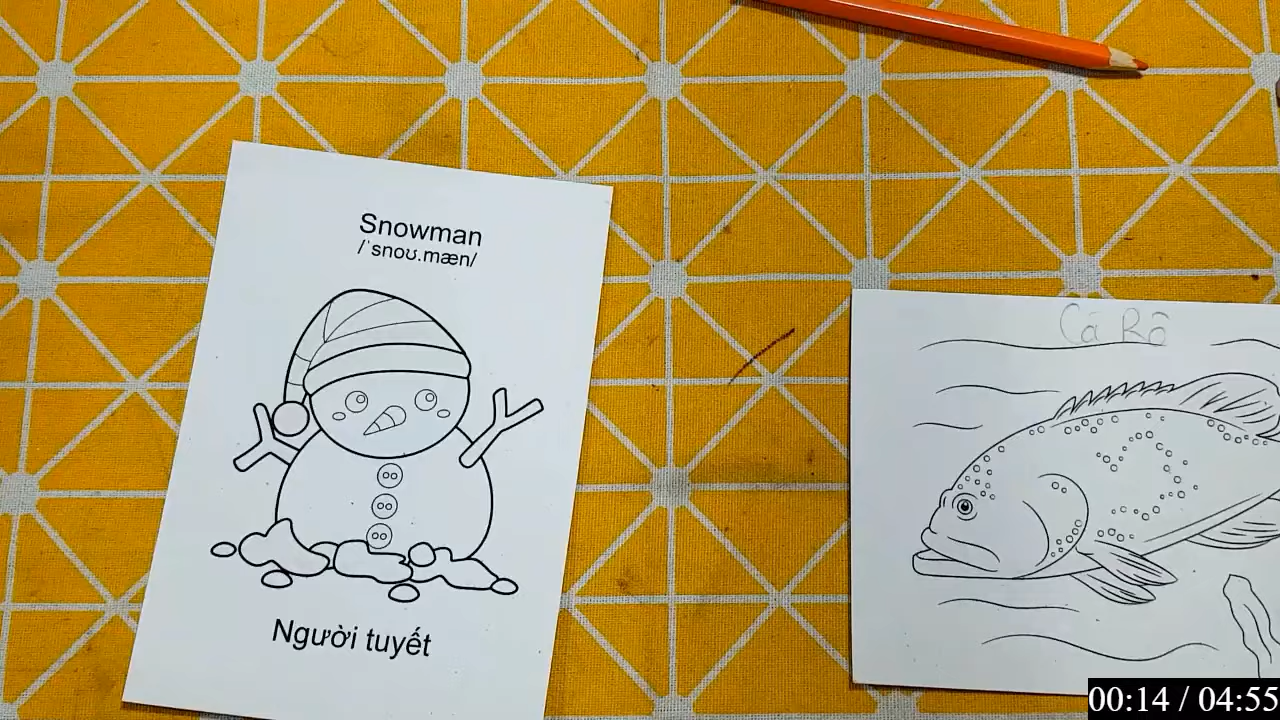 Snowman
/ˈsnoʊ.mæn/
Người tuyết
Cá Rô
00:14 / 04:55